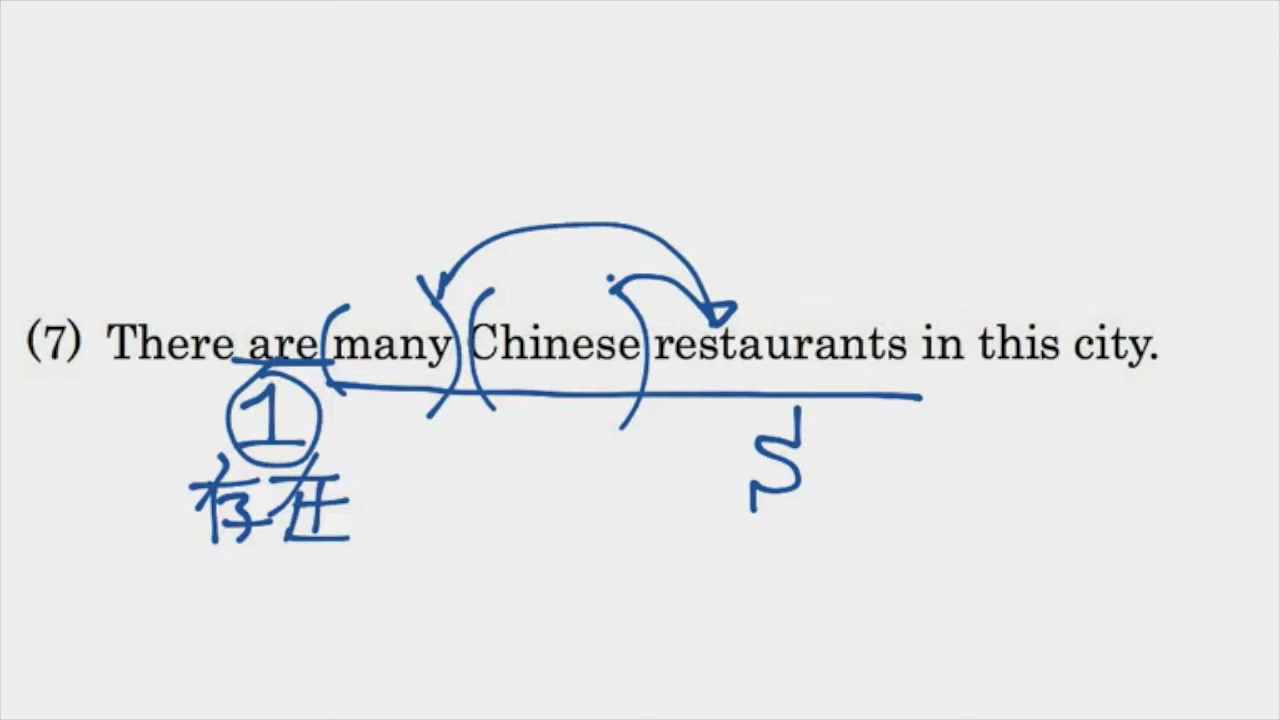 (7) There are (many) (Chinese) restaurants in this city.
①
存在
S